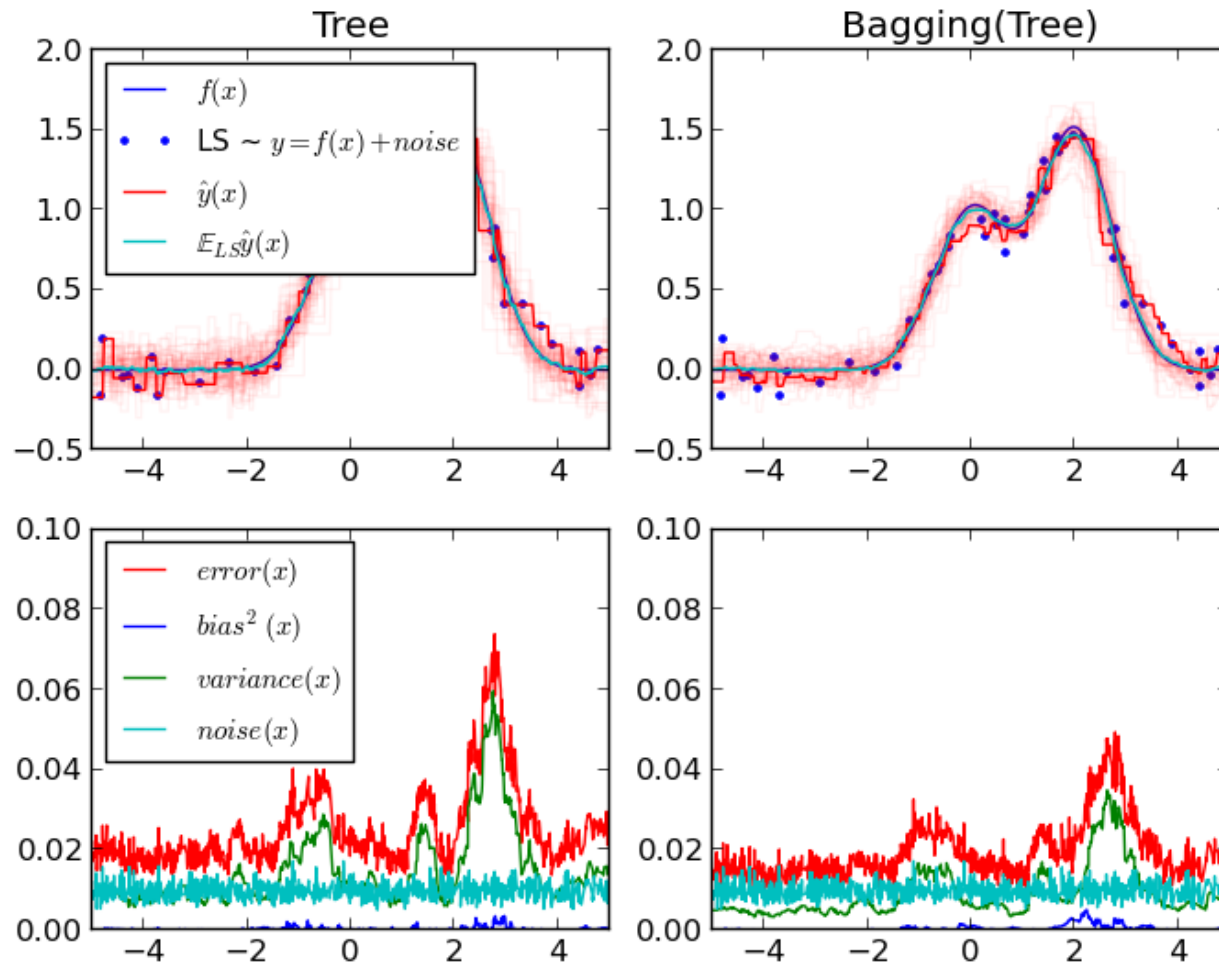 Tree
Bagging(Tree)
2.0
1.5
1.0
0.5
0.0
−0.5
−4 −2 0 2 4
f(x)
LS ~ y = f(x) + noise
ŷ(x)
𝔼_{LS} ŷ(x)
2.0
1.5
1.0
0.5
0.0
−0.5
−4 −2 0 2 4
0.10
0.08
0.06
0.04
0.02
0.00
−4 −2 0 2 4
error(x)
bias² (x)
variance(x)
noise(x)
0.10
0.08
0.06
0.04
0.02
0.00
−4 −2 0 2 4